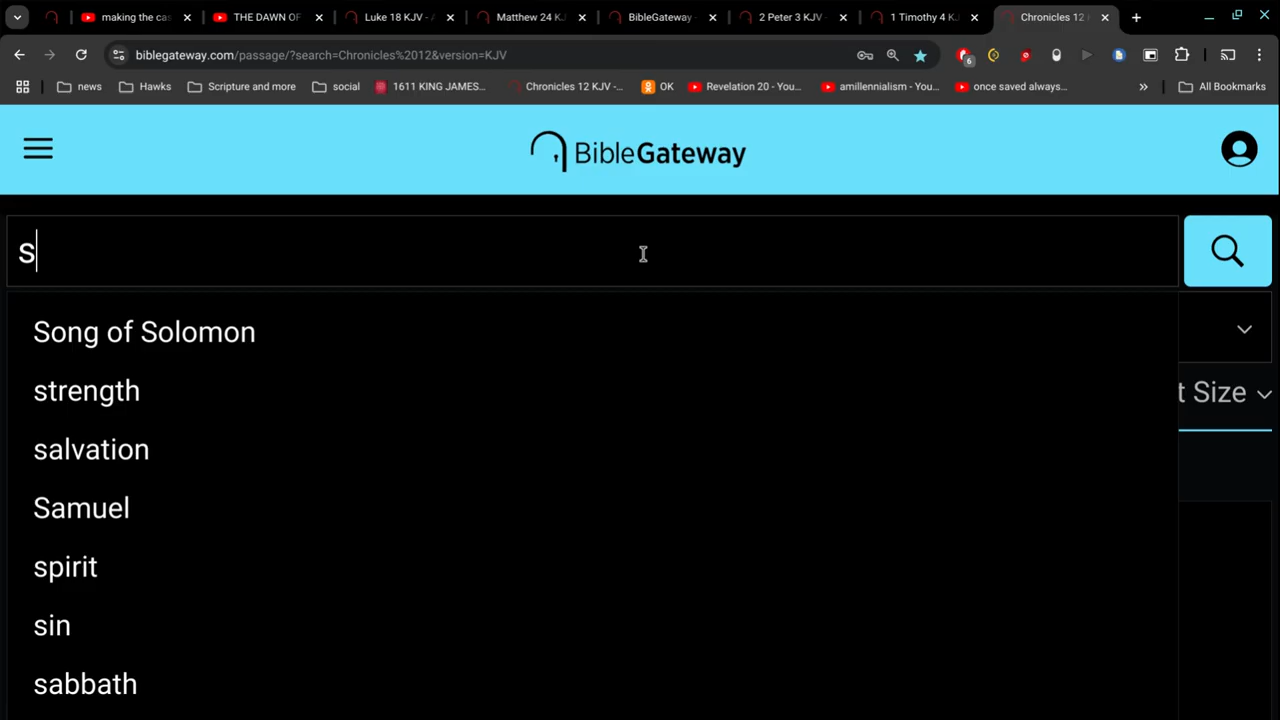 making the ca
THE DAWN OF
Luke 18 KJV - A
Matthew 24 KJ
BibleGateway -
2 Peter 3 KJV -
1 Timothy 4 KJ
Chronicles 12
biblegateway.com/passage/?search=Chronicles%2012&version=KJV
6
news
Hawks
Scripture and more
social
1611 KING JAMES...
Chronicles 12 KJV -...
OK
Revelation 20 - You...
amillennialism - You...
once saved always...
»
All Bookmarks
BibleGateway
s
Song of Solomon
strength
t Size
salvation
Samuel
spirit
sin
sabbath